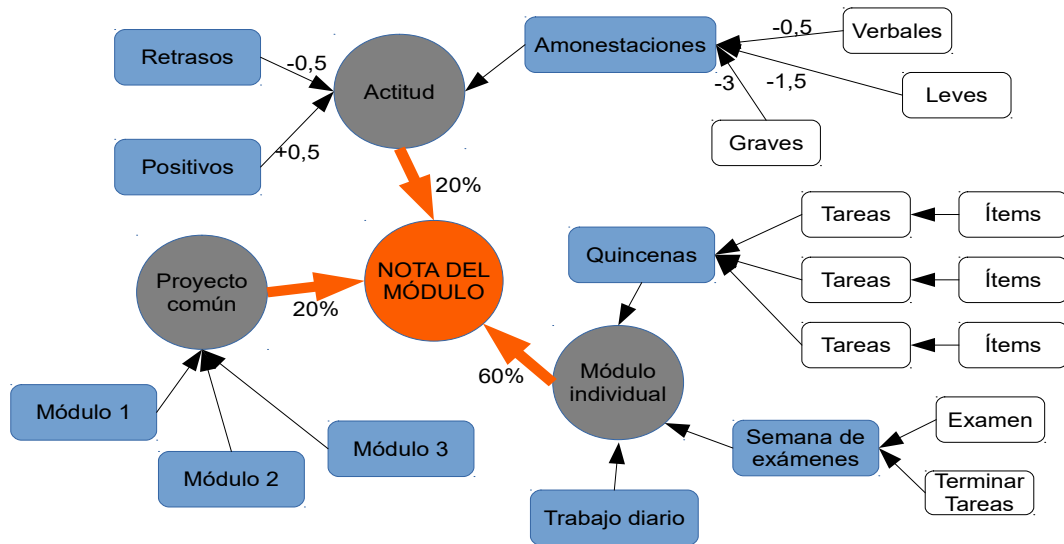 Retrasos
-0,5
Actitud
Amonestaciones
-0,5
Verbales
-1,5
-3
Leves
Graves
Positivos
+0,5
20%
Tareas
Ítems
Quincenas
Tareas
Ítems
Tareas
Ítems
Proyecto
común
20%
NOTA DEL
MÓDULO
60%
Módulo
individual
Módulo 1
Módulo 2
Módulo 3
Semana de
exámenes
Examen
Terminar
Tareas
Trabajo diario